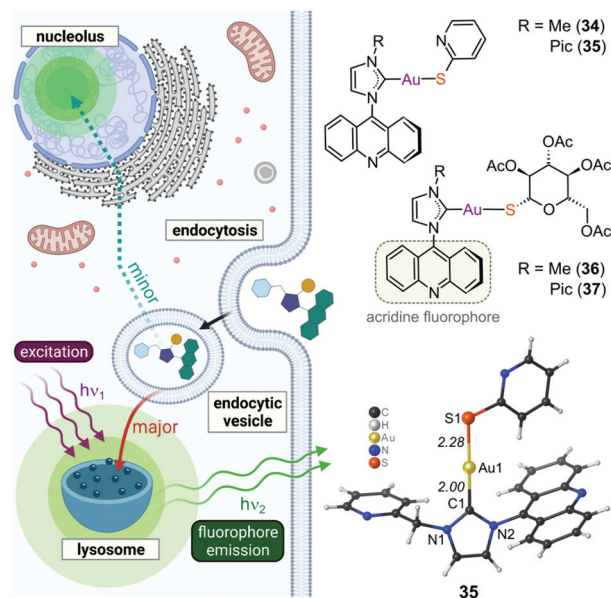 nucleolus
endocytosis
minor
excitation
hν₁
major
endocytic
vesicle
hν₂
fluorophore
emission
lysosome
R
N
N
Au
S
N
N
R = Me (34)
Pic (35)
R
N
N
Au
S
O
OAc
AcO
OAc
OAc
N
acridine fluorophore
R = Me (36)
Pic (37)
C
H
Au
N
S
S1
2.28
Au1
2.00
C1
N1
N2
35